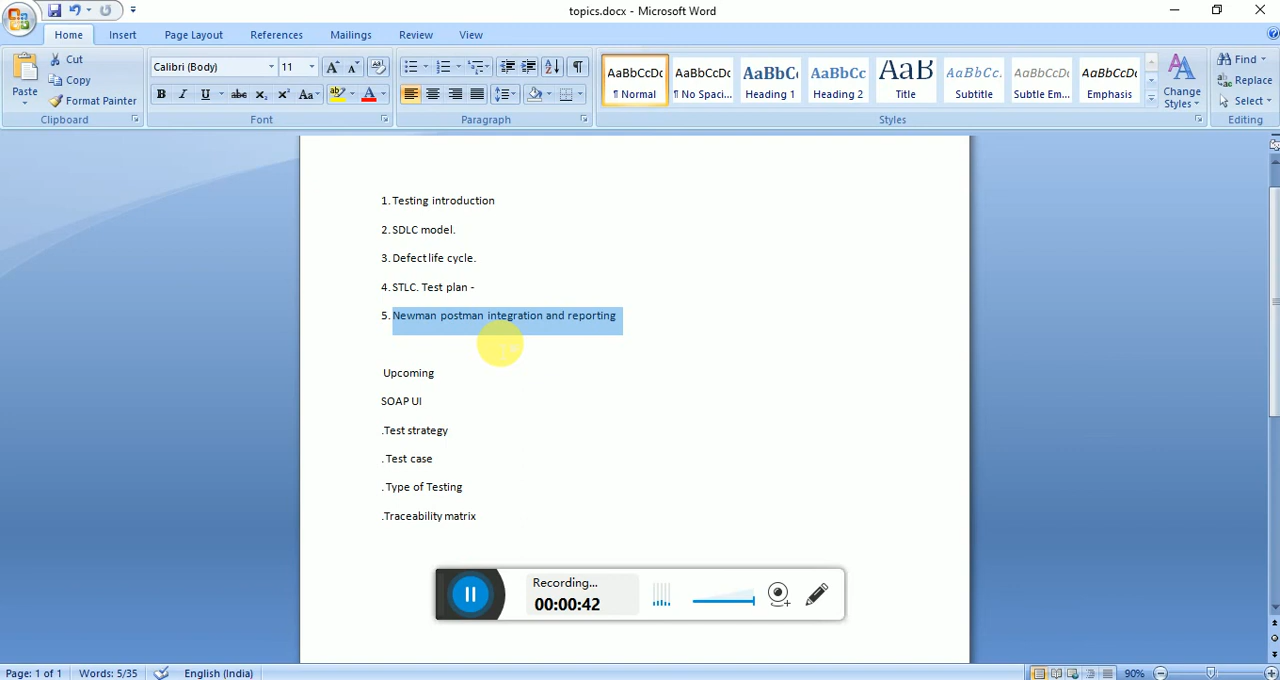 topics.docx - Microsoft Word
Home Insert Page Layout References Mailings Review View
Paste
Cut
Copy
Format Painter
Clipboard
Calibri (Body) 11
B I U abc X₂ X² Aa
Font
Paragraph
AaBbCcDc AaBbCcDc AaBbC( AaBbCc AaB AaBbCc. AaBbCcDc AaBbCcDc
¶ Normal ¶ No Spaci... Heading 1 Heading 2 Title Subtitle Subtle Em... Emphasis
Change
Styles
Styles
Find
Replace
Select
Editing
1. Testing introduction
2. SDLC model.
3. Defect life cycle.
4. STLC. Test plan -
5. Newman postman integration and reporting
Upcoming
SOAP UI
.Test strategy
. Test case
. Type of Testing
.Traceability matrix
Recording...
00:00:42
Page: 1 of 1 Words: 5/35 English (India) 90%